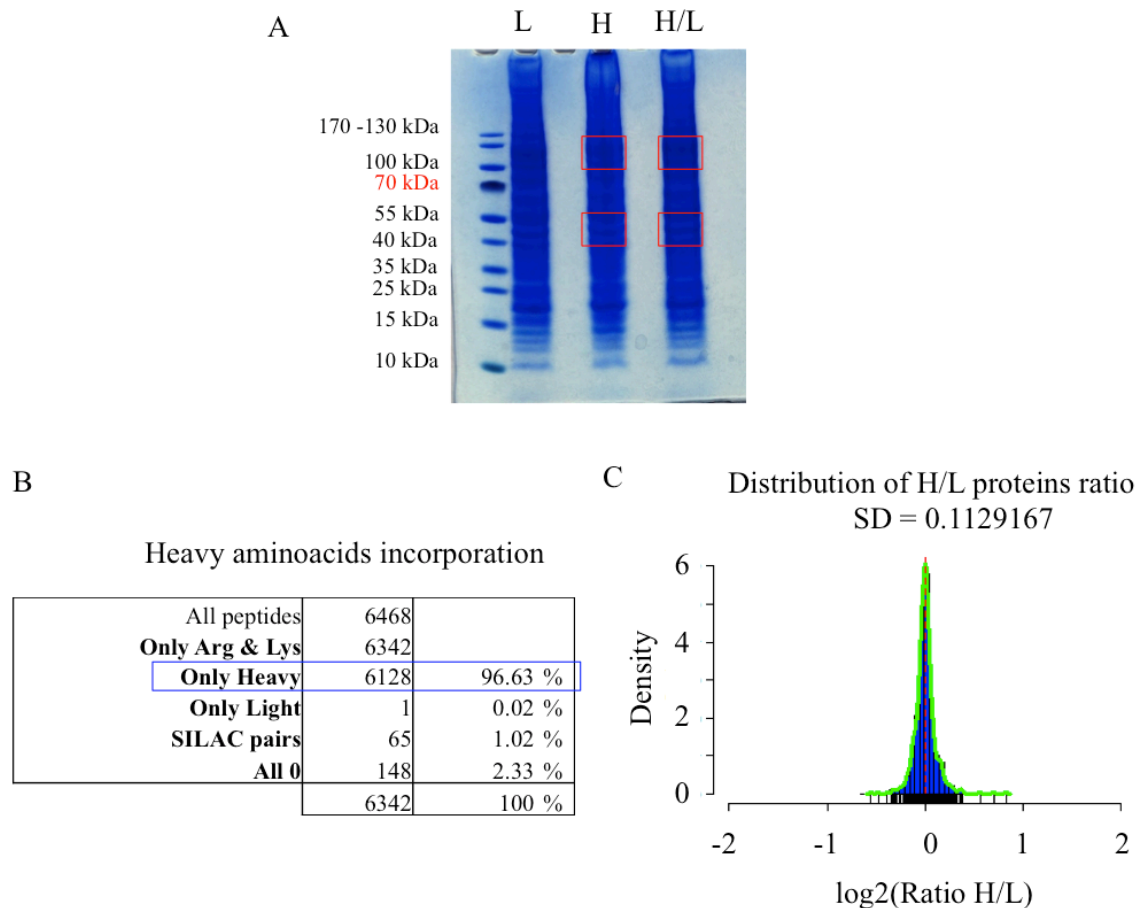 A
L H H/L
170 -130 kDa
100 kDa
70 kDa
55 kDa
40 kDa
35 kDa
25 kDa
15 kDa
10 kDa
B
Heavy aminoacids incorporation
All peptides 6468
Only Arg & Lys 6342
Only Heavy 6128 96.63 %
Only Light 1 0.02 %
SILAC pairs 65 1.02 %
All 0 148 2.33 %
6342 100 %
C
Distribution of H/L proteins ratio
SD = 0.1129167
Density
6
4
2
0
-2 -1 0 1 2
log2(Ratio H/L)